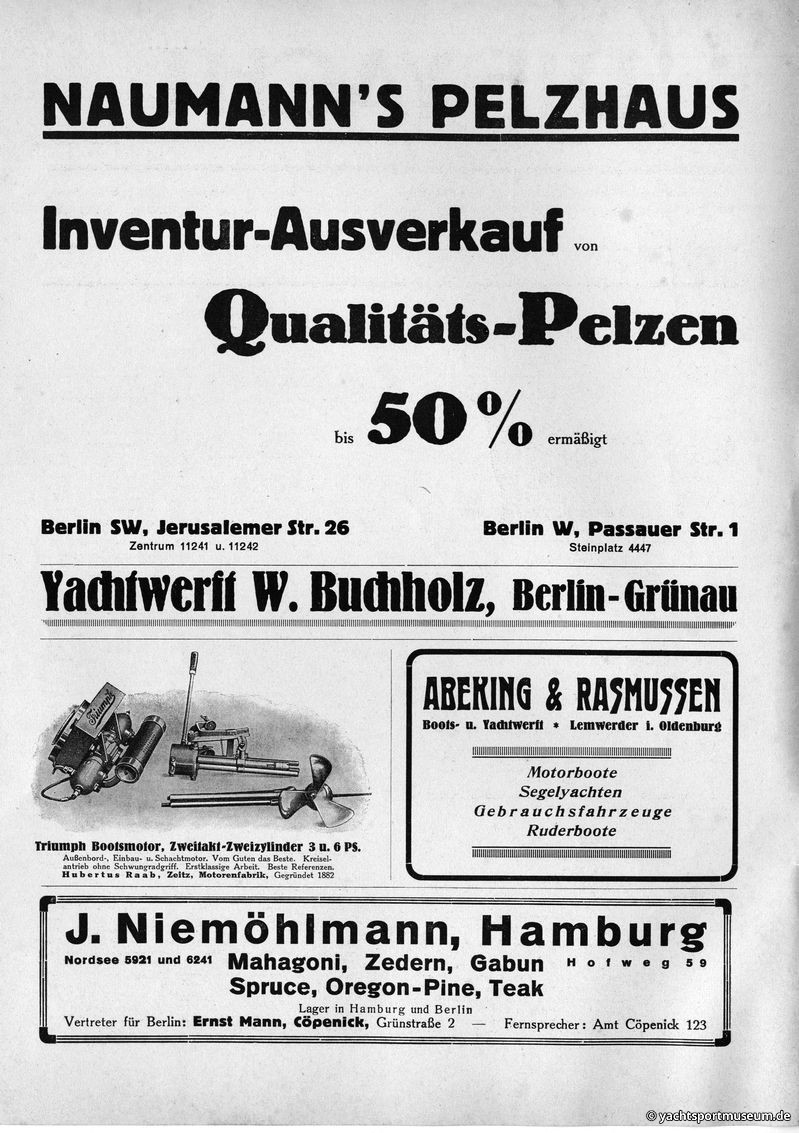 NAUMANN'S PELZHAUS
Inventur-Ausverkauf von
Qualitäts-Pelzen
bis 50% ermäßigt
Berlin SW, Jerusalemer Str. 26
Zentrum 11241 u. 11242
Berlin W, Passauer Str. 1
Steinplatz 4447
Yachtwerft W. Buchholz, Berlin-Grünau
Triumph
Triumph Bootsmotor, Zweitakt-Zweizylinder 3 u. 6 PS.
Außenbord-, Einbau- u. Schachtmotor. Vom Guten das Beste. Kreisel-
antrieb ohne Schwungradgriff. Erstklassige Arbeit. Beste Referenzen.
Hubertus Raab, Zeitz, Motorenfabrik, Gegründet 1882
ABEKING & RASMUSSEN
Boots- u. Yachtwerft * Lemwerder i. Oldenburg
Motorboote
Segelyachten
Gebrauchsfahrzeuge
Ruderboote
J. Niemöhlmann, Hamburg
Nordsee 5921 und 6241 Mahagoni, Zedern, Gabun Hofweg 59
Spruce, Oregon-Pine, Teak
Lager in Hamburg und Berlin
Vertreter für Berlin: Ernst Mann, Cöpenick, Grünstraße 2 — Fernsprecher: Amt Cöpenick 123
© yachtsportmuseum.de